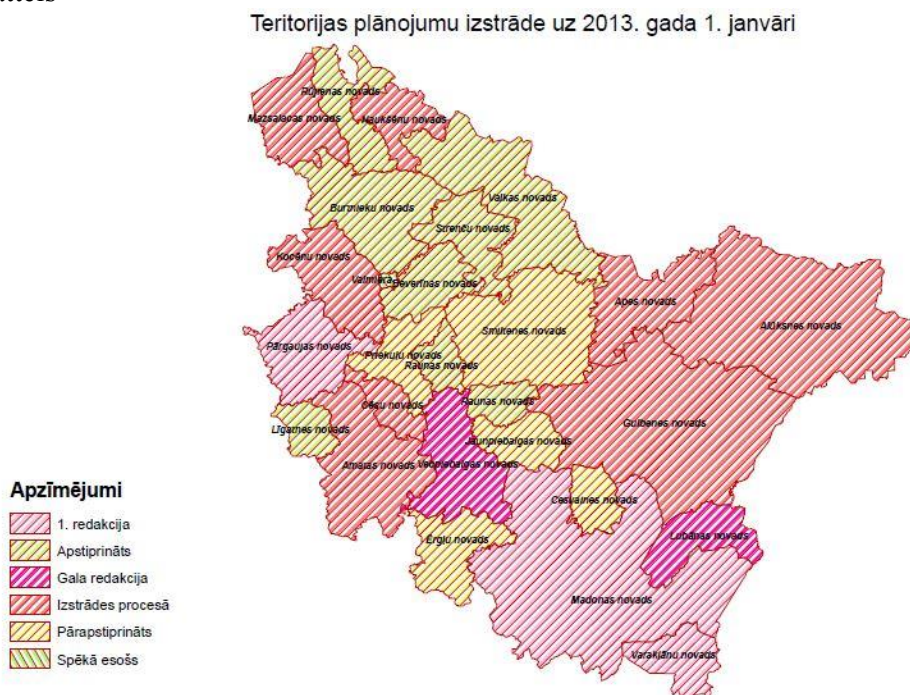 Teritorijas plānojumu izstrāde uz 2013. gada 1. janvāri
Rūjienas novads
Mazsalacas novads
Naukšēnu novads
Valkas novads
Burtnieku novads
Strenču novads
Kocēnu novads
Valmiera
Beverīnas novads
Apes novads
Alūksnes novads
Smiltenes novads
Pārgaujas novads
Priekuļu novads
Raunas novads
Cēsu novads
Raunas novads
Gulbenes novads
Līgatnes novads
Jaunpiebalgas novads
Amatas novads
Vecpiebalgas novads
Cesvaines novads
Ērgļu novads
Lubānas novads
Madonas novads
Varakļānu novads
Apzīmējumi
1. redakcija
Apstiprināts
Gala redakcija
Izstrādes procesā
Pārapstiprināts
Spēkā esošs